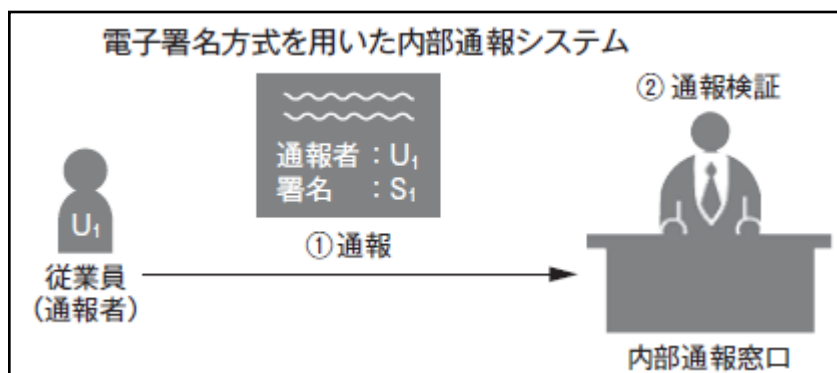 電子署名方式を用いた内部通報システム
② 通報検証
通報者：U₁
署名　：S₁
U₁
①通報
従業員
（通報者）
内部通報窓口